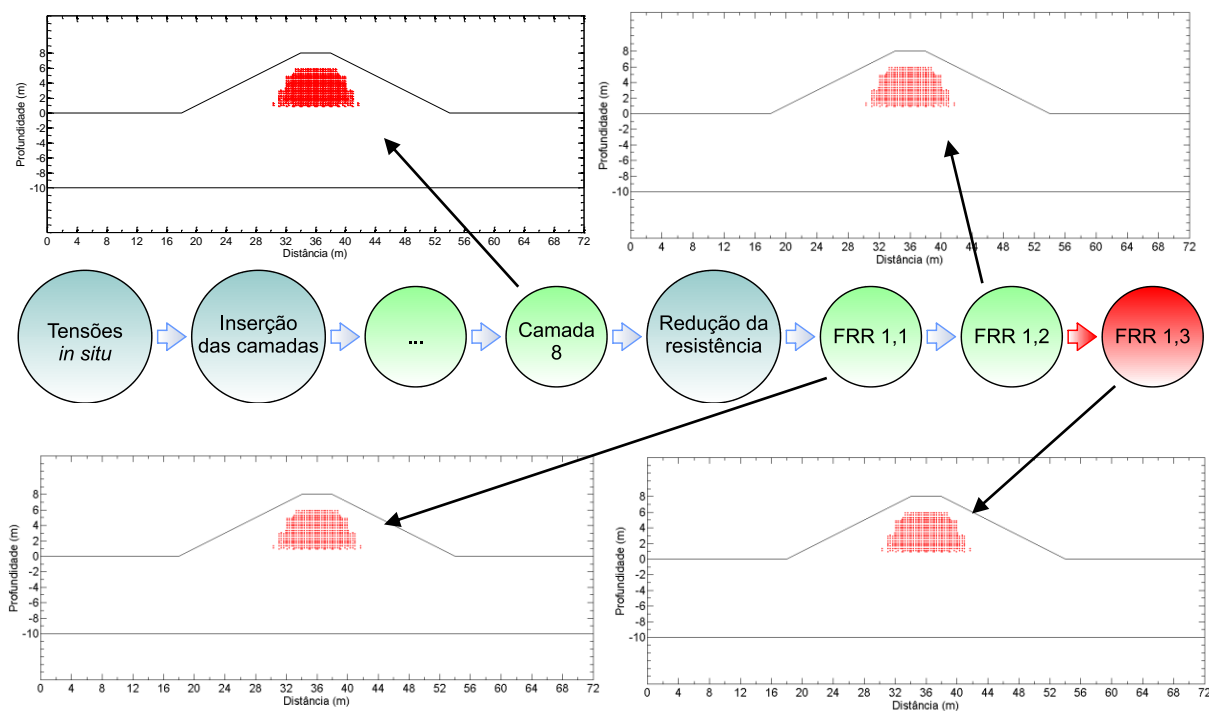 Profundidade (m)
8
6
4
2
0
-2
-4
-6
-8
-10
0 4 8 12 16 20 24 28 32 36 40 44 48 52 56 60 64 68 72
Distância (m)
Profundidade (m)
8
6
4
2
0
-2
-4
-6
-8
-10
0 4 8 12 16 20 24 28 32 36 40 44 48 52 56 60 64 68 72
Distância (m)
Tensões
in situ
Inserção
das camadas
...
Camada
8
Redução da
resistência
FRR 1,1
FRR 1,2
FRR 1,3
Profundidade (m)
8
6
4
2
0
-2
-4
-6
-8
-10
0 4 8 12 16 20 24 28 32 36 40 44 48 52 56 60 64 68 72
Distância (m)
Profundidade (m)
8
6
4
2
0
-2
-4
-6
-8
-10
0 4 8 12 16 20 24 28 32 36 40 44 48 52 56 60 64 68 72
Distância (m)